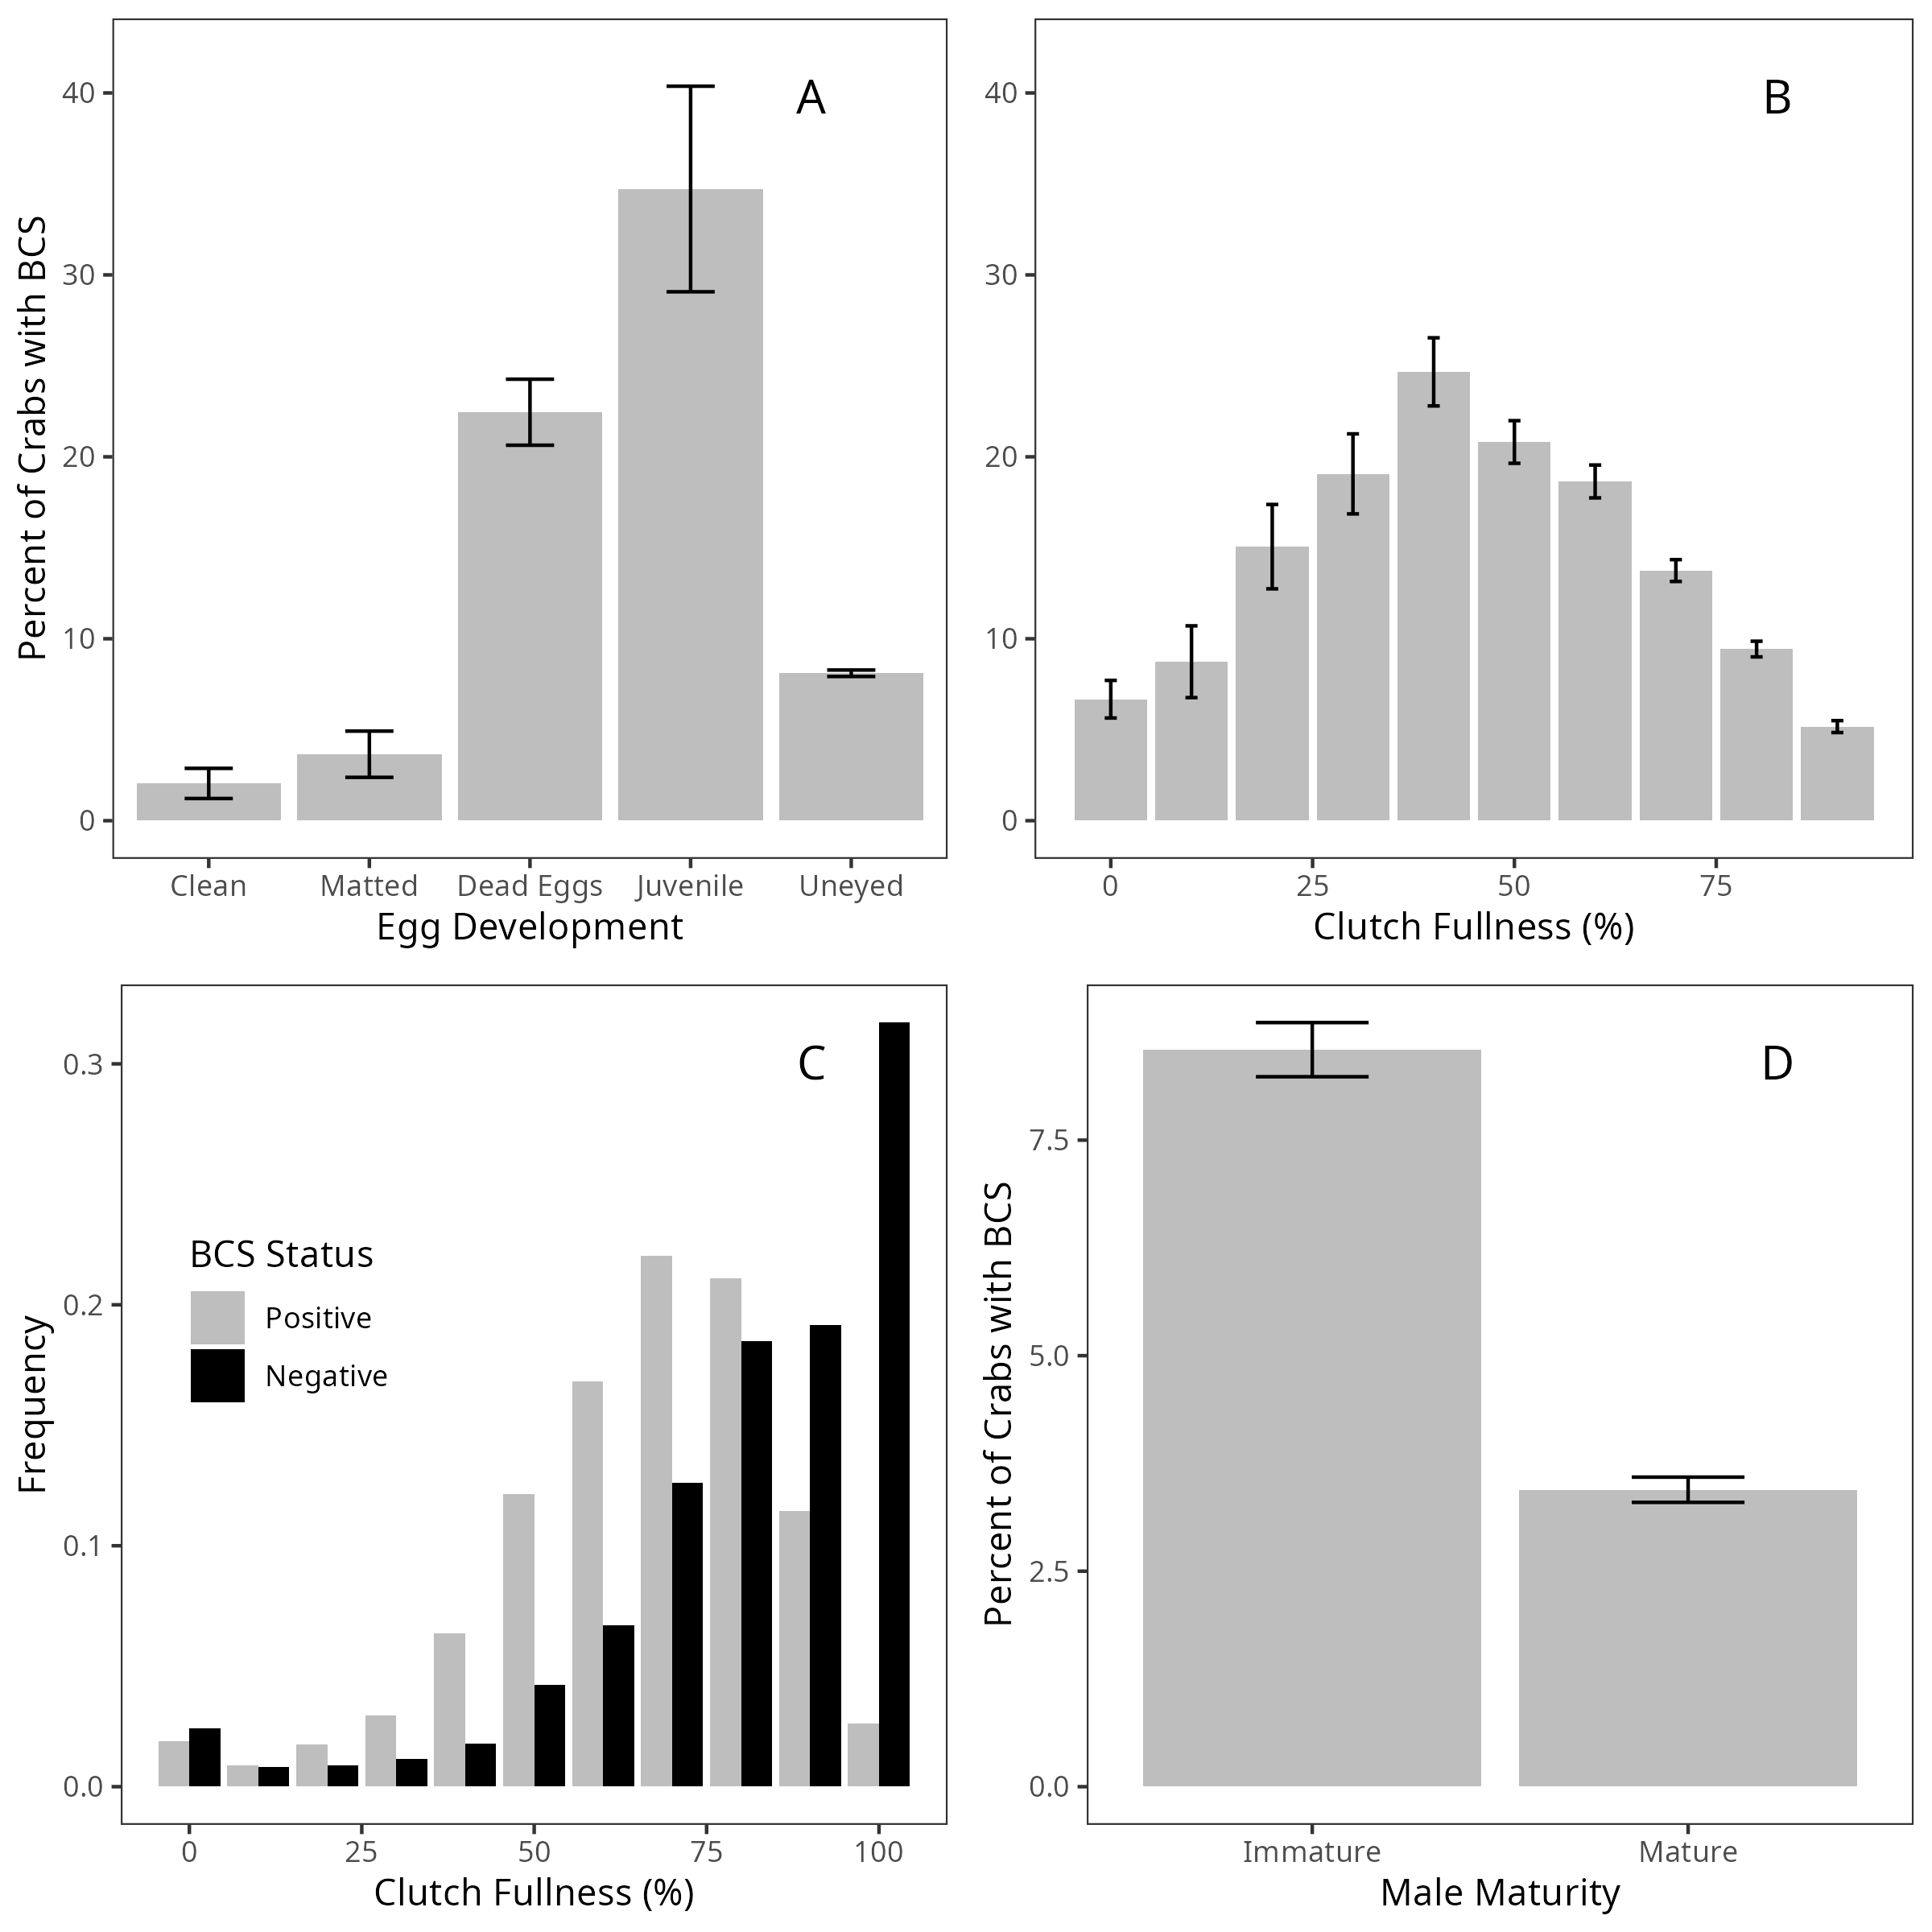 A
Percent of Crabs with BCS
40
30
20
10
0
Clean Matted Dead Eggs Juvenile Uneyed
Egg Development
B
40
30
20
10
0
0 25 50 75
Clutch Fullness (%)
C
Frequency
0.3
0.2
0.1
0.0
BCS Status
Positive
Negative
0 25 50 75 100
Clutch Fullness (%)
D
Percent of Crabs with BCS
7.5
5.0
2.5
0.0
Immature Mature
Male Maturity